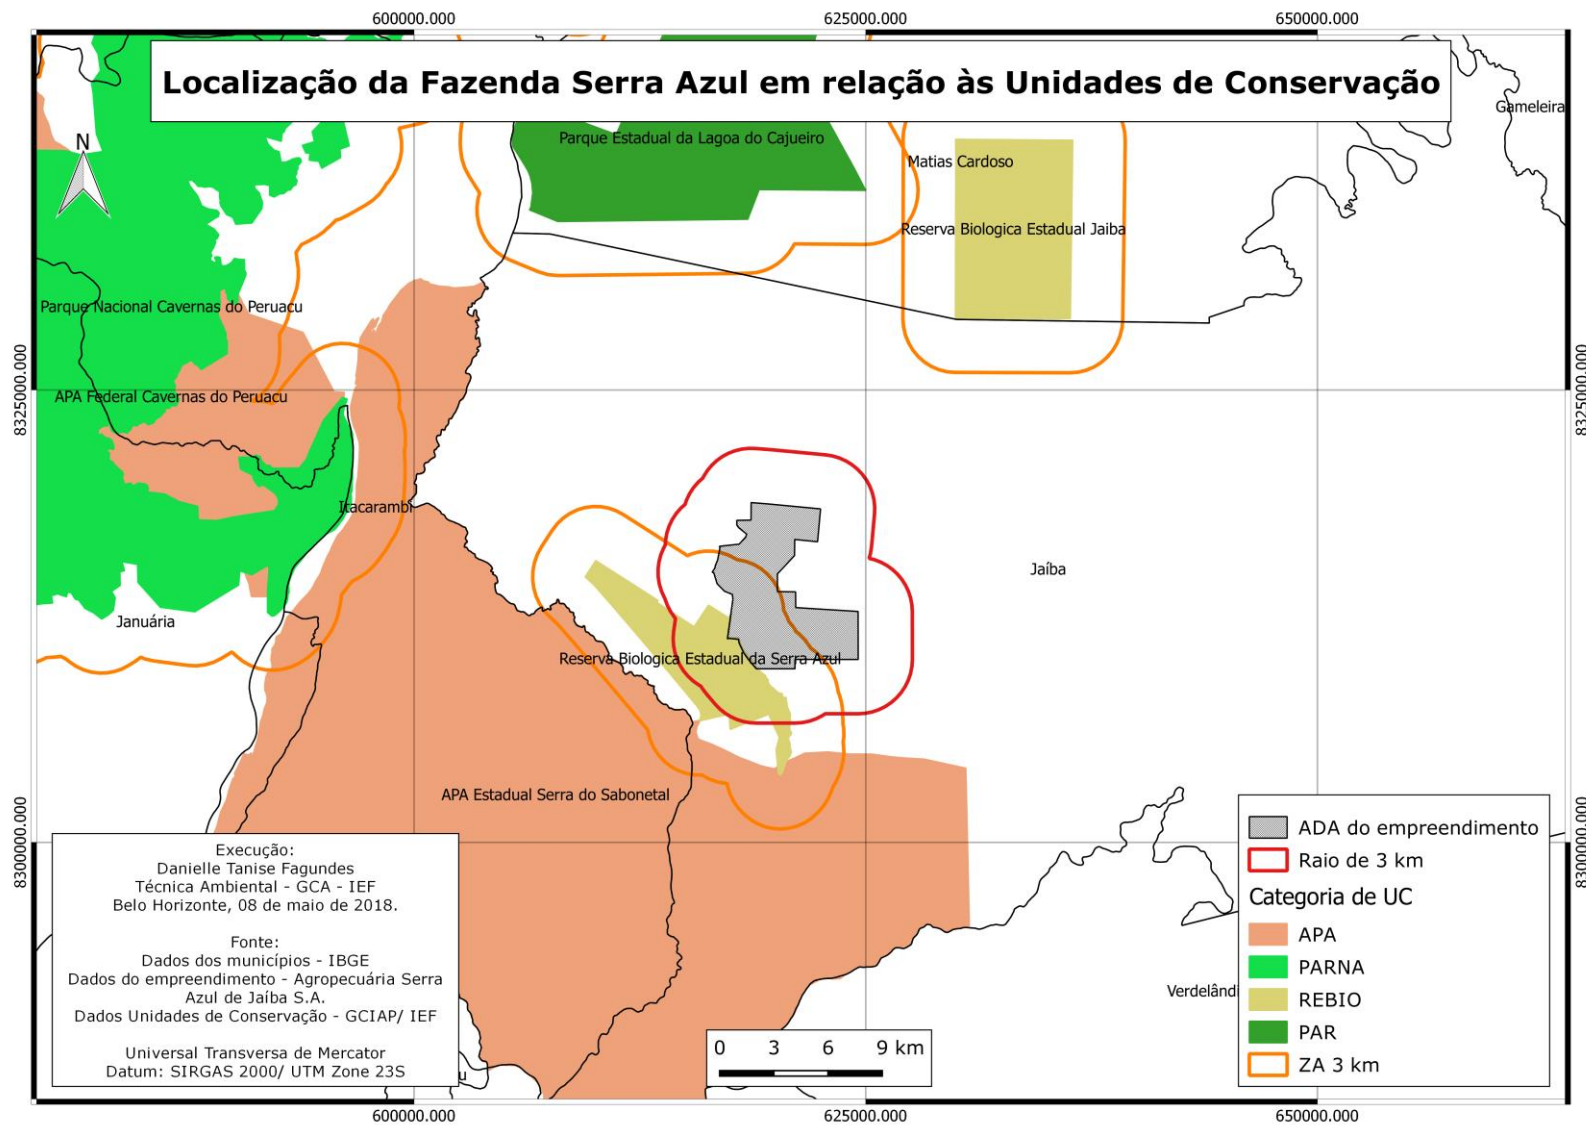 600000.000
625000.000
650000.000
Localização da Fazenda Serra Azul em relação às Unidades de Conservação
Gameleira
N
Parque Estadual da Lagoa do Cajueiro
Matias Cardoso
Reserva Biologica Estadual Jaiba
Parque Nacional Cavernas do Peruacu
8325000.000
8325000.000
APA Federal Cavernas do Peruacu
Itacarambi
Jaíba
Januária
Reserva Biologica Estadual da Serra Azul
APA Estadual Serra do Sabonetal
8300000.000
8300000.000
Execução:
Danielle Tanise Fagundes
Técnica Ambiental - GCA - IEF
Belo Horizonte, 08 de maio de 2018.
Fonte:
Dados dos municípios - IBGE
Dados do empreendimento - Agropecuária Serra
Azul de Jaíba S.A.
Dados Unidades de Conservação - GCIAP/ IEF
Universal Transversa de Mercator
Datum: SIRGAS 2000/ UTM Zone 23S
u
Verdelândi
0 3 6 9 km
ADA do empreendimento
Raio de 3 km
Categoria de UC
APA
PARNA
REBIO
PAR
ZA 3 km
600000.000
625000.000
650000.000